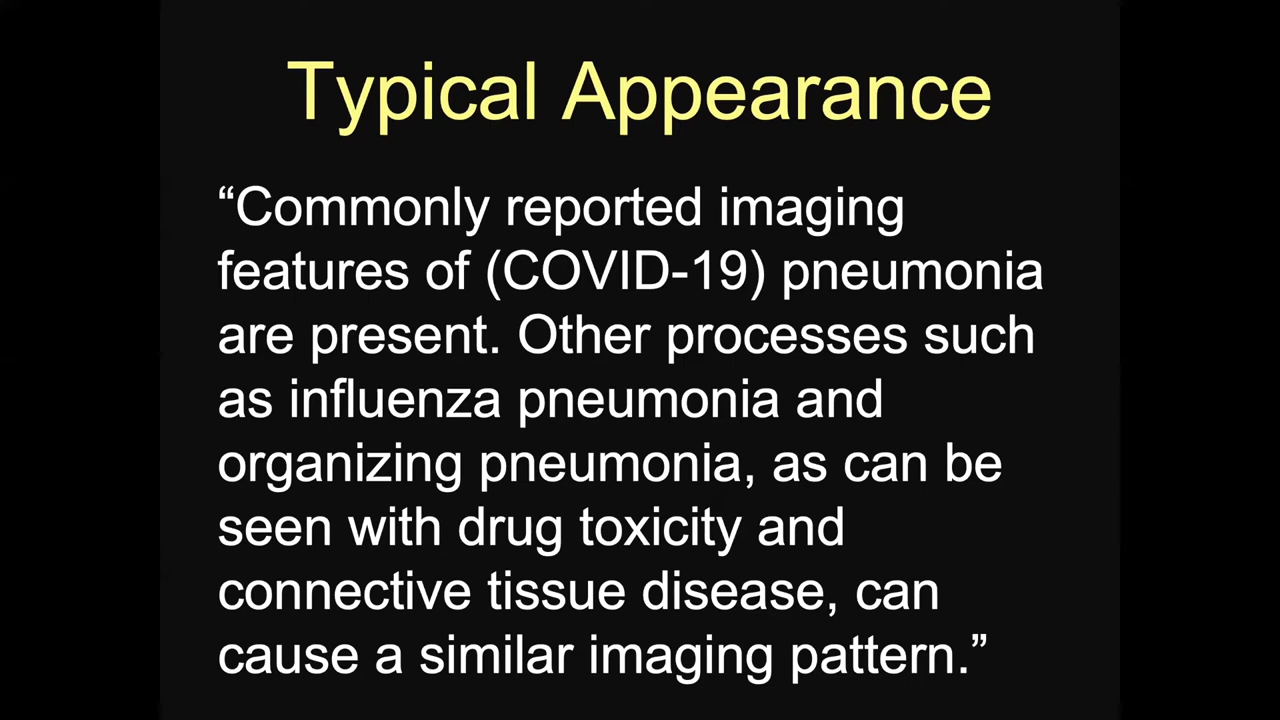 Typical Appearance
“Commonly reported imaging
features of (COVID-19) pneumonia
are present. Other processes such
as influenza pneumonia and
organizing pneumonia, as can be
seen with drug toxicity and
connective tissue disease, can
cause a similar imaging pattern.”